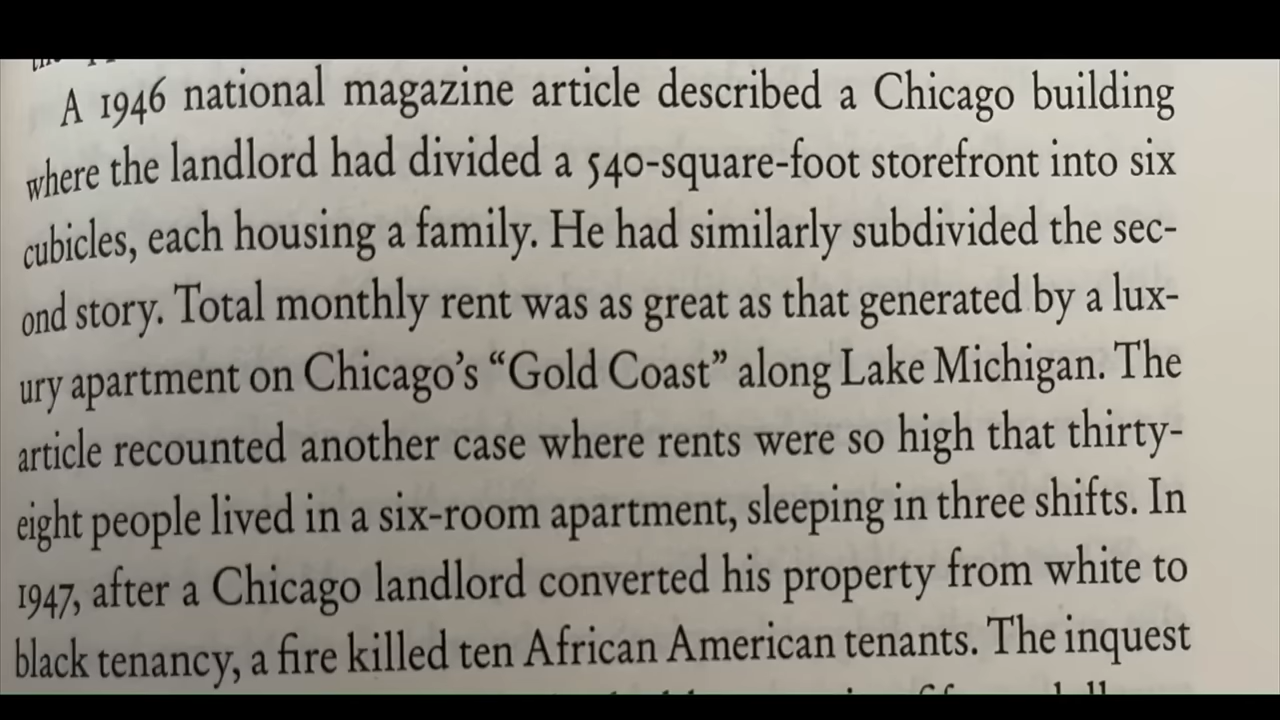 A 1946 national magazine article described a Chicago building
where the landlord had divided a 540-square-foot storefront into six
cubicles, each housing a family. He had similarly subdivided the sec-
ond story. Total monthly rent was as great as that generated by a lux-
ury apartment on Chicago's “Gold Coast” along Lake Michigan. The
article recounted another case where rents were so high that thirty-
eight people lived in a six-room apartment, sleeping in three shifts. In
1947, after a Chicago landlord converted his property from white to
black tenancy, a fire killed ten African American tenants. The inquest